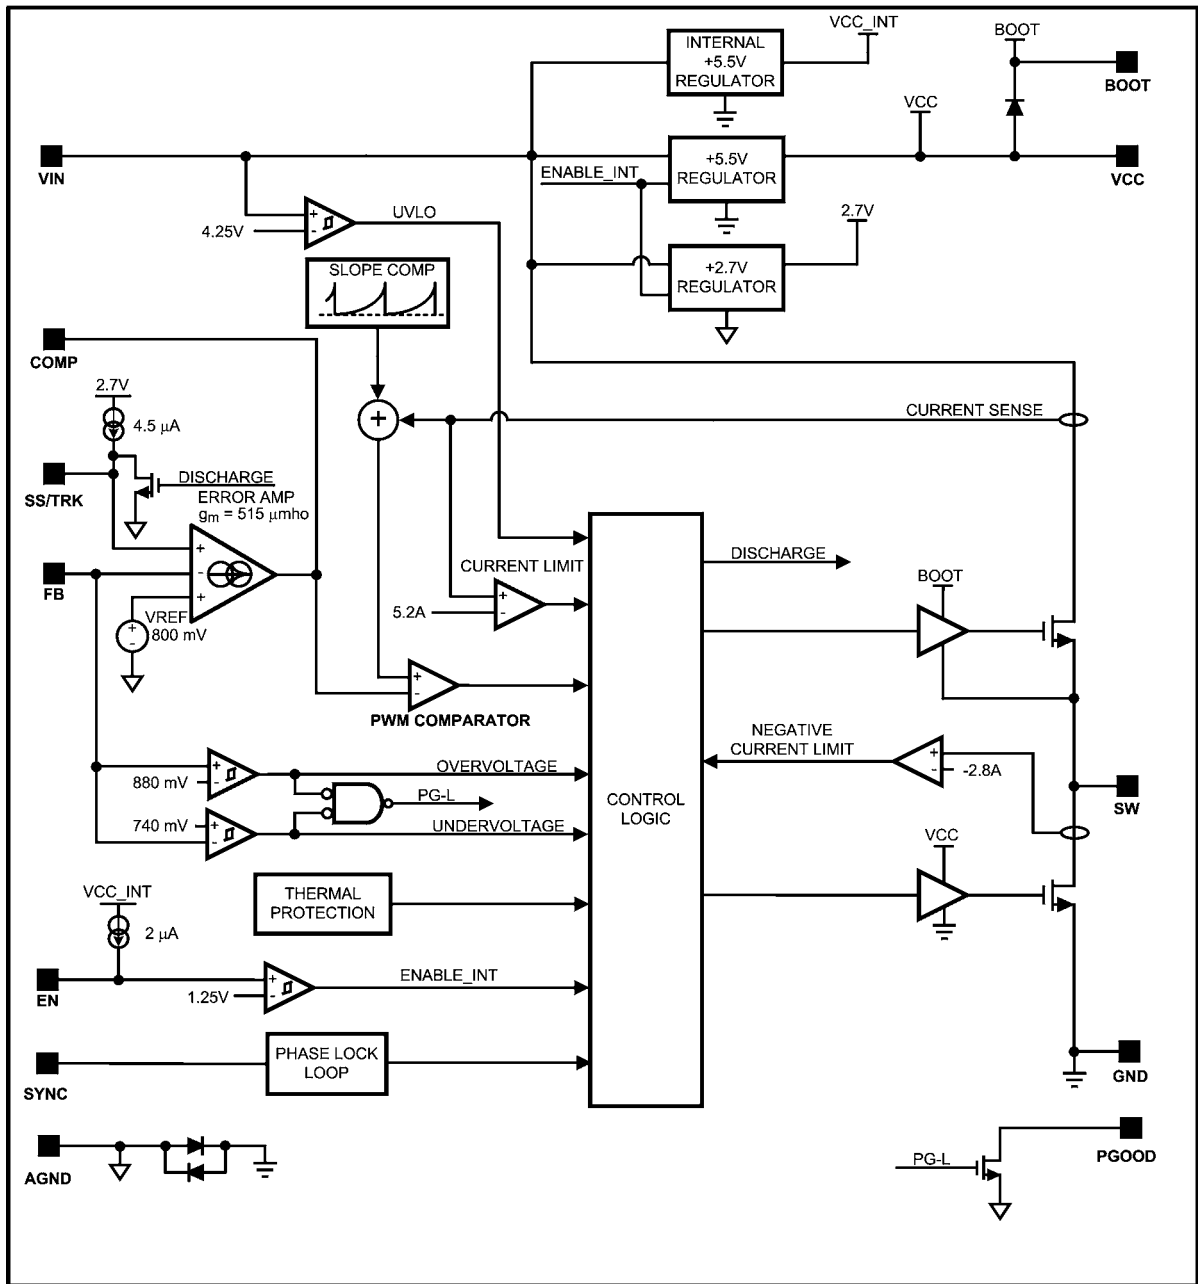 VCC_INT
BOOT
INTERNAL
+5.5V
REGULATOR
BOOT
VCC
VIN
ENABLE_INT
+5.5V
REGULATOR
VCC
UVLO
+
-
4.25V
2.7V
SLOPE COMP
+2.7V
REGULATOR
COMP
2.7V
4.5 µA
+
CURRENT SENSE
SS/TRK
DISCHARGE
ERROR AMP
gm = 515 µmho
+
-
+
FB
VREF
800 mV
+
-
CURRENT LIMIT
5.2A
+
-
DISCHARGE
BOOT
+
-
PWM COMPARATOR
NEGATIVE
CURRENT LIMIT
+
-
-2.8A
SW
OVERVOLTAGE
880 mV
+
-
PG-L
740 mV
+
-
UNDERVOLTAGE
CONTROL
LOGIC
VCC
THERMAL
PROTECTION
VCC_INT
2 µA
EN
1.25V
+
-
ENABLE_INT
SYNC
PHASE LOCK
LOOP
GND
AGND
PG-L
PGOOD